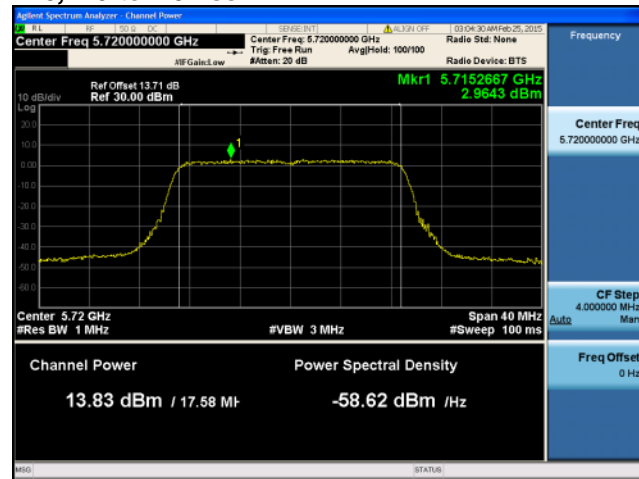 Agilent Spectrum Analyzer - Channel Power
RL RF 50 Ω DC SENSE:INT ALIGN OFF 03:04:30 AM Feb 25, 2015
Center Freq 5.720000000 GHz
Center Freq: 5.720000000 GHz
Radio Std: None
Trig: Free Run Avg|Hold: 100/100
#IFGain:Low #Atten: 20 dB Radio Device: BTS
Frequency
Mkr1 5.7152667 GHz
2.9643 dBm
Ref Offset 13.71 dB
10 dB/div Ref 30.00 dBm
Log
20.0
10.0
0.00
-10.0
-20.0
-30.0
-40.0
-50.0
-60.0
1
Center 5.72 GHz Span 40 MHz
#Res BW 1 MHz #VBW 3 MHz #Sweep 100 ms
Channel Power Power Spectral Density
13.83 dBm / 17.58 MH -58.62 dBm /Hz
Center Freq
5.720000000 GHz
CF Step
4.000000 MHz
Auto Man
Freq Offset
0 Hz
MSG STATUS